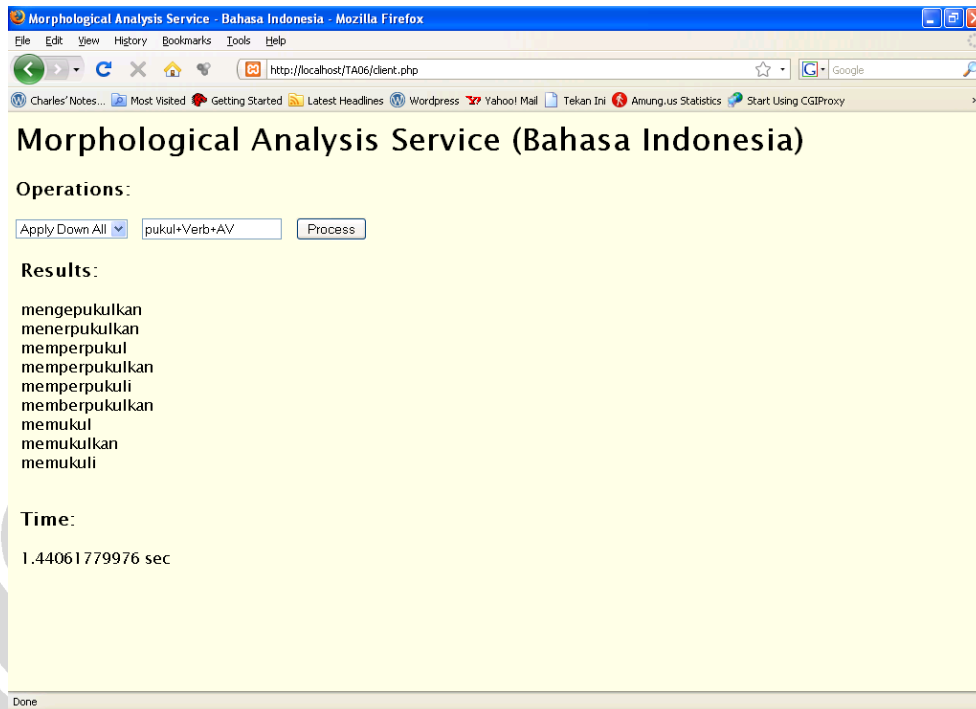 Morphological Analysis Service - Bahasa Indonesia - Mozilla Firefox
File Edit View History Bookmarks Tools Help
http://localhost/TA06/client.php Google
Charles' Notes... Most Visited Getting Started Latest Headlines Wordpress Yahoo! Mail Tekan Ini Amung.us Statistics Start Using CGIProxy
Morphological Analysis Service (Bahasa Indonesia)
Operations:
Apply Down All pukul+Verb+AV Process
Results:
mengepukulkan
menerpukulkan
memperpukul
memperpukulkan
memperpukuli
memberpukulkan
memukul
memukulkan
memukuli
Time:
1.44061779976 sec
Done